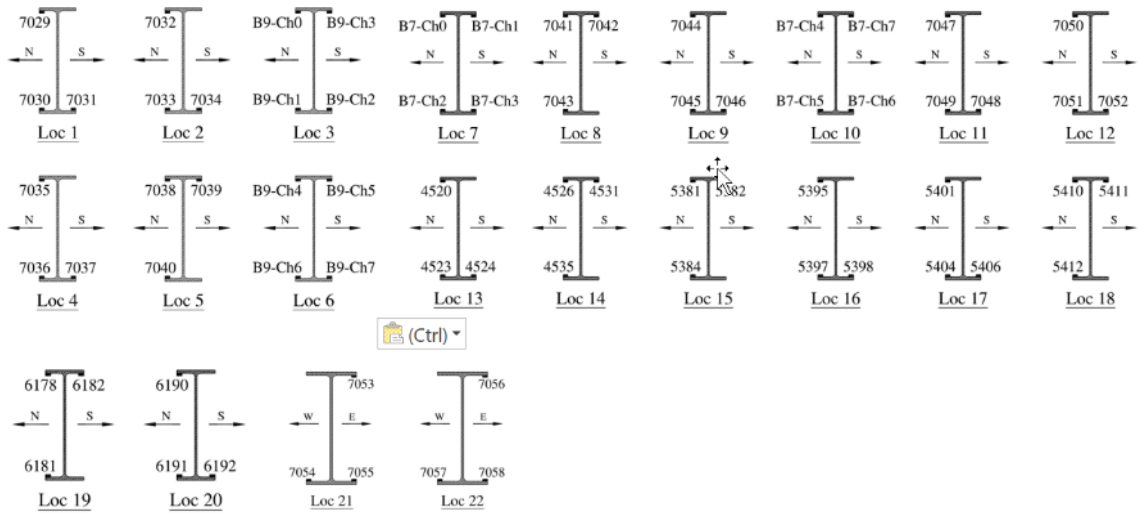 7029 7032 B9-Ch0 B9-Ch3 B7-Ch0 B7-Ch1 7041 7042 7044 B7-Ch4 B7-Ch7 7047 7050
N S N S N S N S N S N S N S N S N S
7030 7031 7033 7034 B9-Ch1 B9-Ch2 B7-Ch2 B7-Ch3 7043 7045 7046 B7-Ch5 B7-Ch6 7049 7048 7051 7052
Loc 1 Loc 2 Loc 3 Loc 7 Loc 8 Loc 9 Loc 10 Loc 11 Loc 12
7035 7038 7039 B9-Ch4 B9-Ch5 4520 4526 4531 5381 5382 5395 5401 5410 5411
N S N S N S N S N S N S N S N S N S
7036 7037 7040 B9-Ch6 B9-Ch7 4523 4524 4535 5384 5397 5398 5404 5406 5412
Loc 4 Loc 5 Loc 6 Loc 13 Loc 14 Loc 15 Loc 16 Loc 17 Loc 18
(Ctrl)
6178 6182 6190 7053 7056
N S N S W E W E
6181 6191 6192 7054 7055 7057 7058
Loc 19 Loc 20 Loc 21 Loc 22